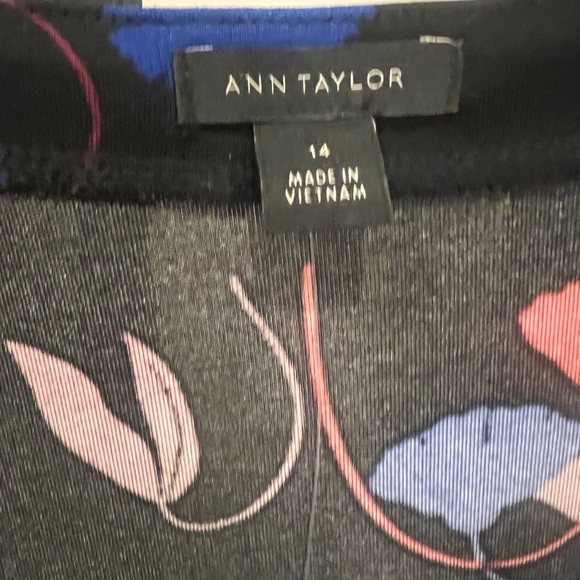 ANN TAYLOR
14
MADE IN
VIETNAM